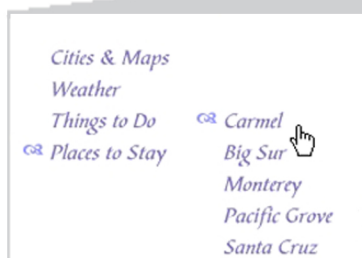 Cities & Maps
Weather
Things to Do
Places to Stay
Carmel
Big Sur
Monterey
Pacific Grove
Santa Cruz